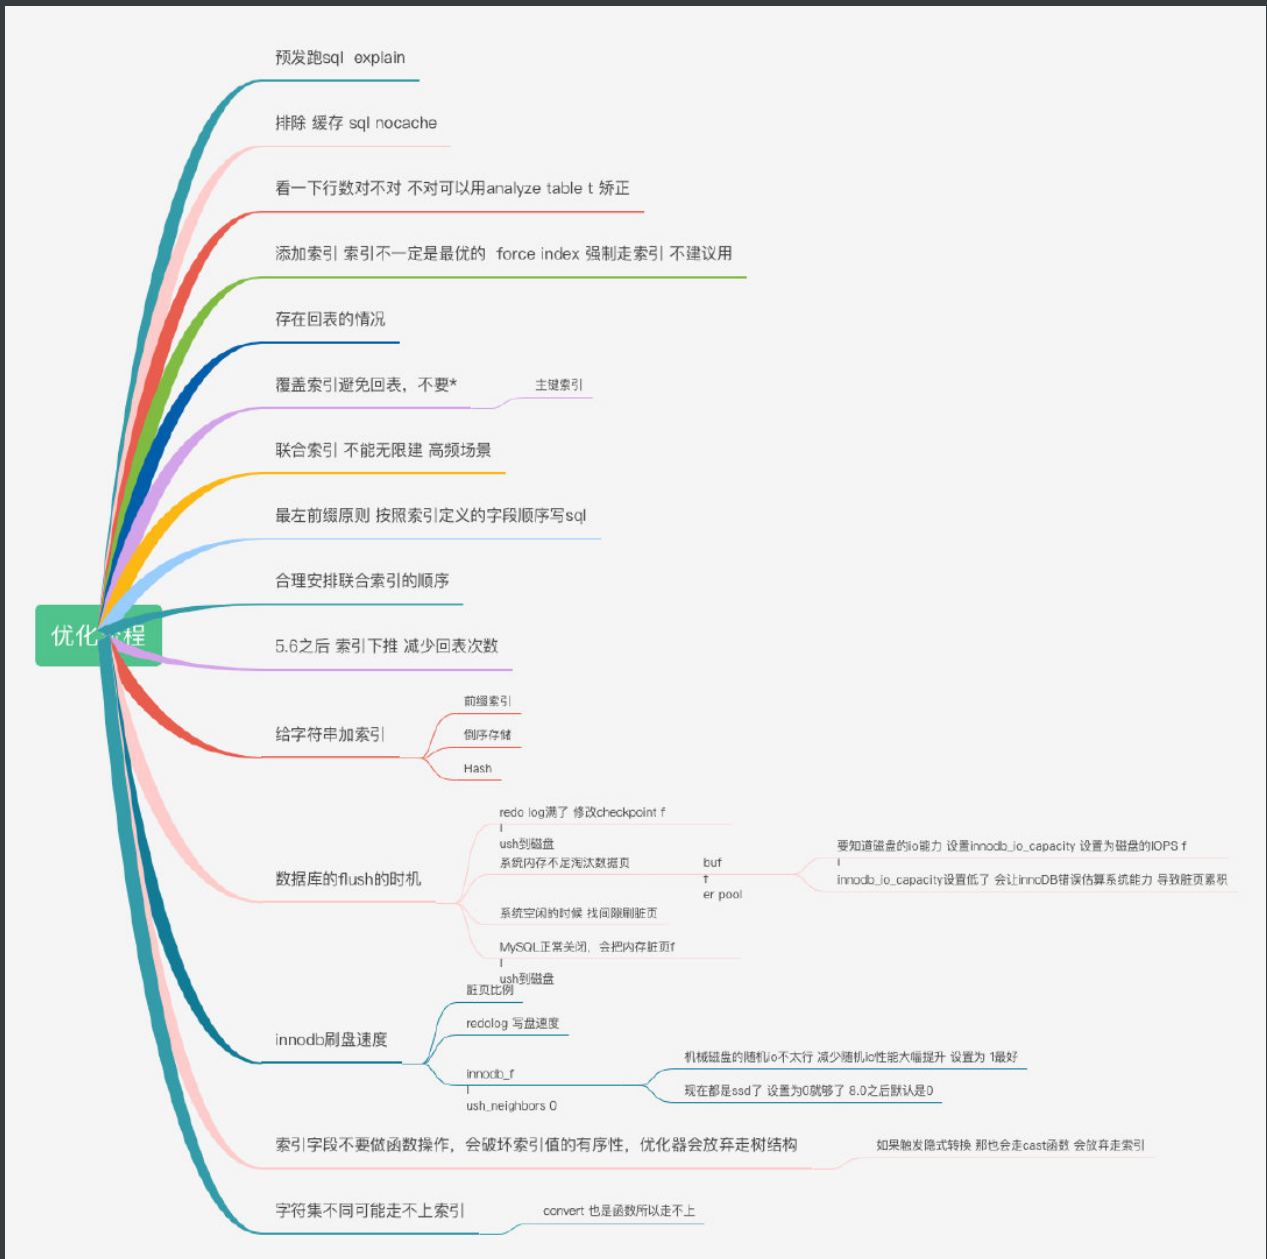 优化流程
预发跑sql explain
排除 缓存 sql nocache
看一下行数对不对 不对可以用analyze table t 矫正
添加索引 索引不一定是最优的 force index 强制走索引 不建议用
存在回表的情况
覆盖索引避免回表，不要*
主键索引
联合索引 不能无限建 高频场景
最左前缀原则 按照索引定义的字段顺序写sql
合理安排联合索引的顺序
5.6之后 索引下推 减少回表次数
给字符串加索引
前缀索引
倒序存储
Hash
数据库的flush的时机
redo log满了 修改checkpoint f
l
ush到磁盘
系统内存不足淘汰数据页
buf
f
er pool
要知道磁盘的io能力 设置innodb_io_capacity 设置为磁盘的IOPS f
l
innodb_io_capacity设置低了 会让innoDB错误估算系统能力 导致脏页累积
系统空闲的时候 找间隙刷脏页
MySQL正常关闭，会把内存脏页f
l
ush到磁盘
innodb刷盘速度
脏页比例
redolog 写盘速度
innodb_f
l
ush_neighbors 0
机械磁盘的随机io不太行 减少随机io性能大幅提升 设置为 1最好
现在都是ssd了 设置为0就够了 8.0之后默认是0
索引字段不要做函数操作，会破坏索引值的有序性，优化器会放弃走树结构
如果触发隐式转换 那也会走cast函数 会放弃走索引
字符集不同可能走不上索引
convert 也是函数所以走不上